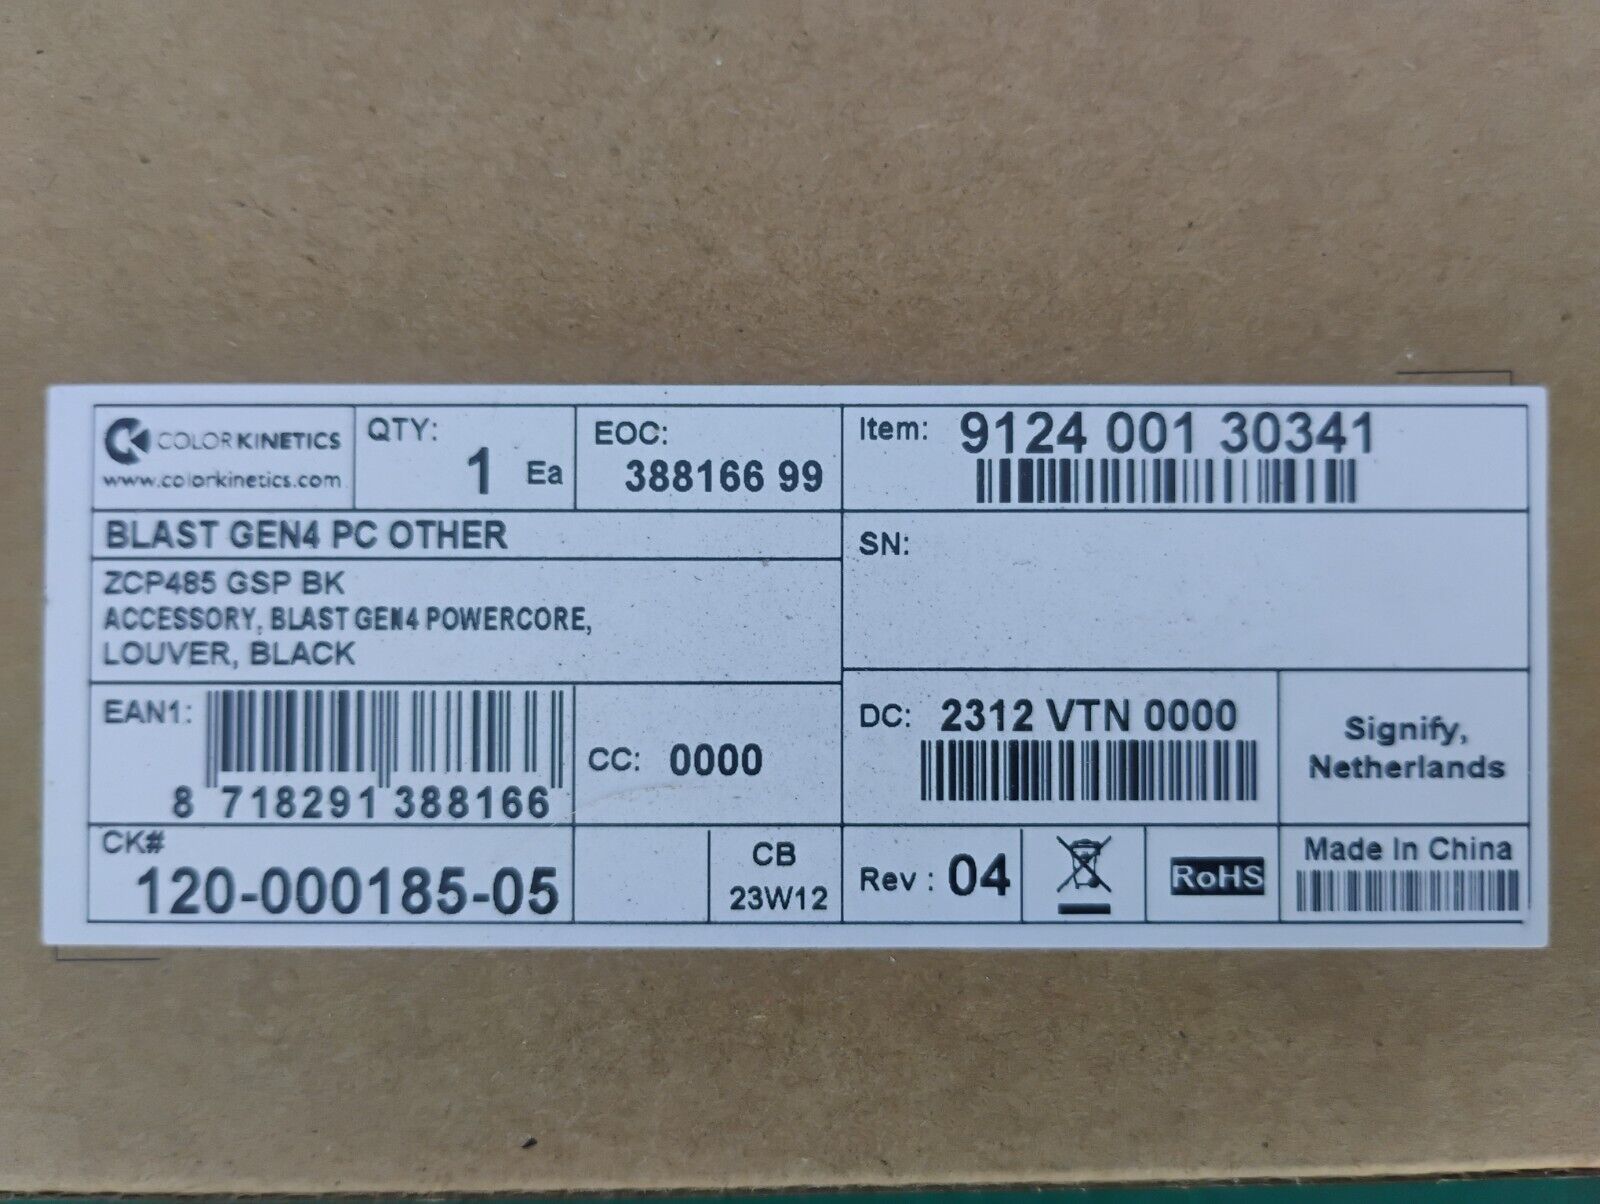 COLOR KINETICS
www.colorkinetics.com
QTY:
1 Ea
EOC:
388166 99
Item: 9124 001 30341
BLAST GEN4 PC OTHER
SN:
ZCP485 GSP BK
ACCESSORY, BLAST GEN4 POWERCORE,
LOUVER, BLACK
EAN1:
8 718291 388166
CC: 0000
DC: 2312 VTN 0000
Signify,
Netherlands
CK#
120-000185-05
CB
23W12
Rev : 04
RoHS
Made In China